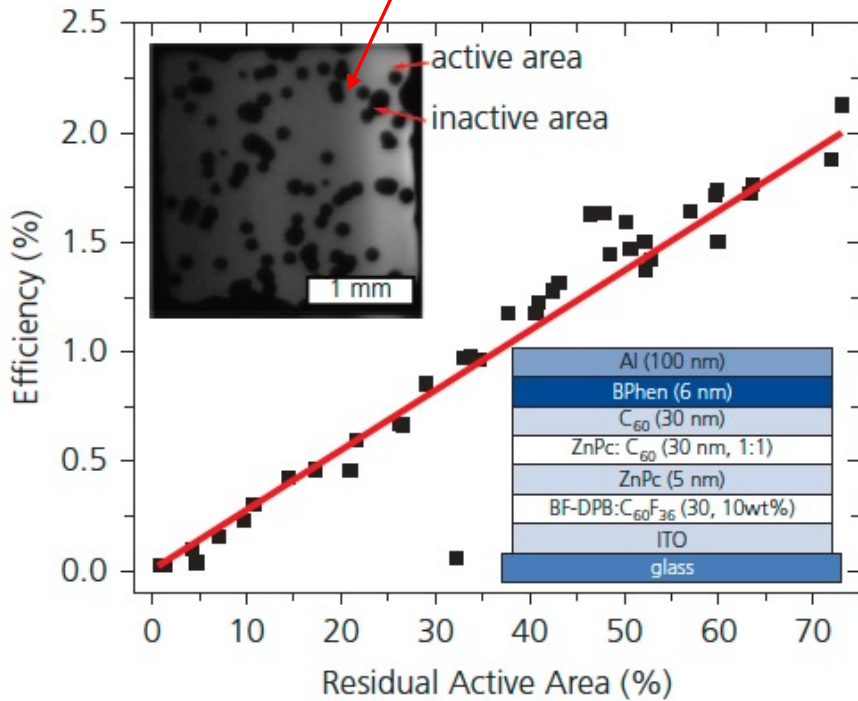 2.5
2.0
1.5
1.0
0.5
0.0
Efficiency (%)
active area
inactive area
1 mm
Al (100 nm)
BPhen (6 nm)
C₆₀ (30 nm)
ZnPc: C₆₀ (30 nm, 1:1)
ZnPc (5 nm)
BF-DPB:C₆₀F₃₆ (30, 10wt%)
ITO
glass
0 10 20 30 40 50 60 70
Residual Active Area (%)